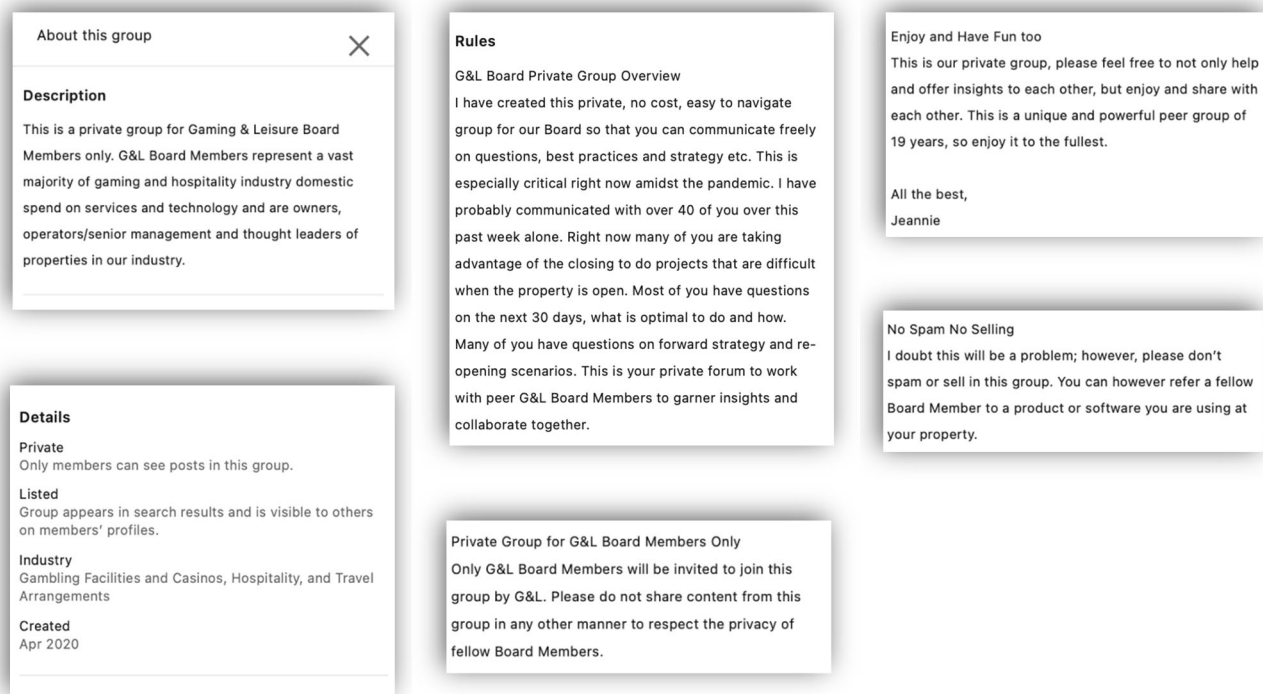 About this group
Description
This is a private group for Gaming & Leisure Board
Members only. G&L Board Members represent a vast
majority of gaming and hospitality industry domestic
spend on services and technology and are owners,
operators/senior management and thought leaders of
properties in our industry.
Details
Private
Only members can see posts in this group.
Listed
Group appears in search results and is visible to others
on members’ profiles.
Industry
Gambling Facilities and Casinos, Hospitality, and Travel
Arrangements
Created
Apr 2020
Rules
G&L Board Private Group Overview
I have created this private, no cost, easy to navigate
group for our Board so that you can communicate freely
on questions, best practices and strategy etc. This is
especially critical right now amidst the pandemic. I have
probably communicated with over 40 of you over this
past week alone. Right now many of you are taking
advantage of the closing to do projects that are difficult
when the property is open. Most of you have questions
on the next 30 days, what is optimal to do and how.
Many of you have questions on forward strategy and re-
opening scenarios. This is your private forum to work
with peer G&L Board Members to garner insights and
collaborate together.
Private Group for G&L Board Members Only
Only G&L Board Members will be invited to join this
group by G&L. Please do not share content from this
group in any other manner to respect the privacy of
fellow Board Members.
Enjoy and Have Fun too
This is our private group, please feel free to not only help
and offer insights to each other, but enjoy and share with
each other. This is a unique and powerful peer group of
19 years, so enjoy it to the fullest.
All the best,
Jeannie
No Spam No Selling
I doubt this will be a problem; however, please don’t
spam or sell in this group. You can however refer a fellow
Board Member to a product or software you are using at
your property.